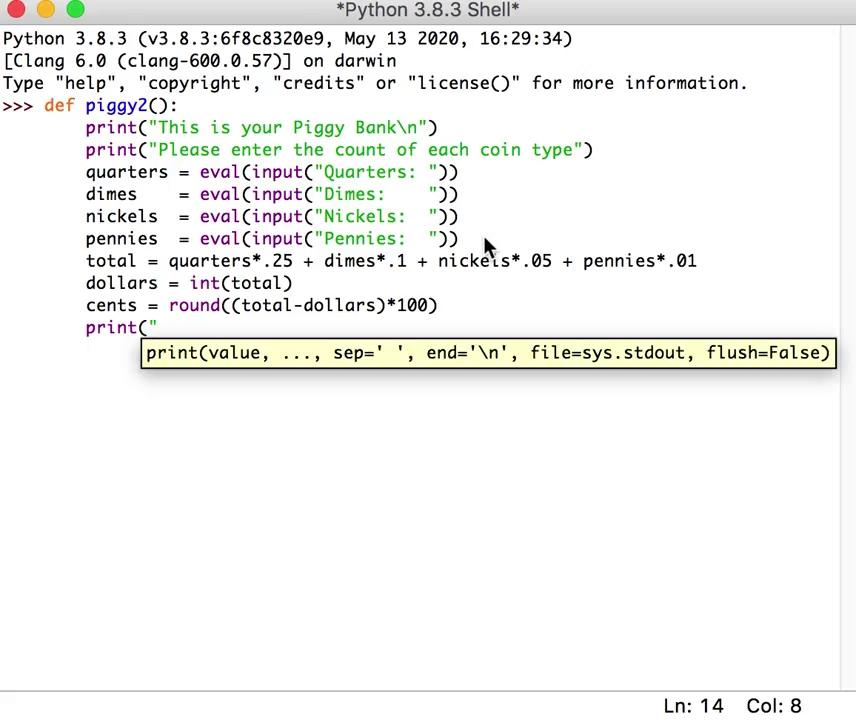 *Python 3.8.3 Shell*
Python 3.8.3 (v3.8.3:6f8c8320e9, May 13 2020, 16:29:34)
[Clang 6.0 (clang-600.0.57)] on darwin
Type "help", "copyright", "credits" or "license()" for more information.
>>> def piggy2():
        print("This is your Piggy Bank\n")
        print("Please enter the count of each coin type")
        quarters = eval(input("Quarters: "))
        dimes    = eval(input("Dimes:    "))
        nickels  = eval(input("Nickels:  "))
        pennies  = eval(input("Pennies:  "))
        total = quarters*.25 + dimes*.1 + nickels*.05 + pennies*.01
        dollars = int(total)
        cents = round((total-dollars)*100)
        print("
print(value, ..., sep=' ', end='\n', file=sys.stdout, flush=False)
Ln: 14  Col: 8